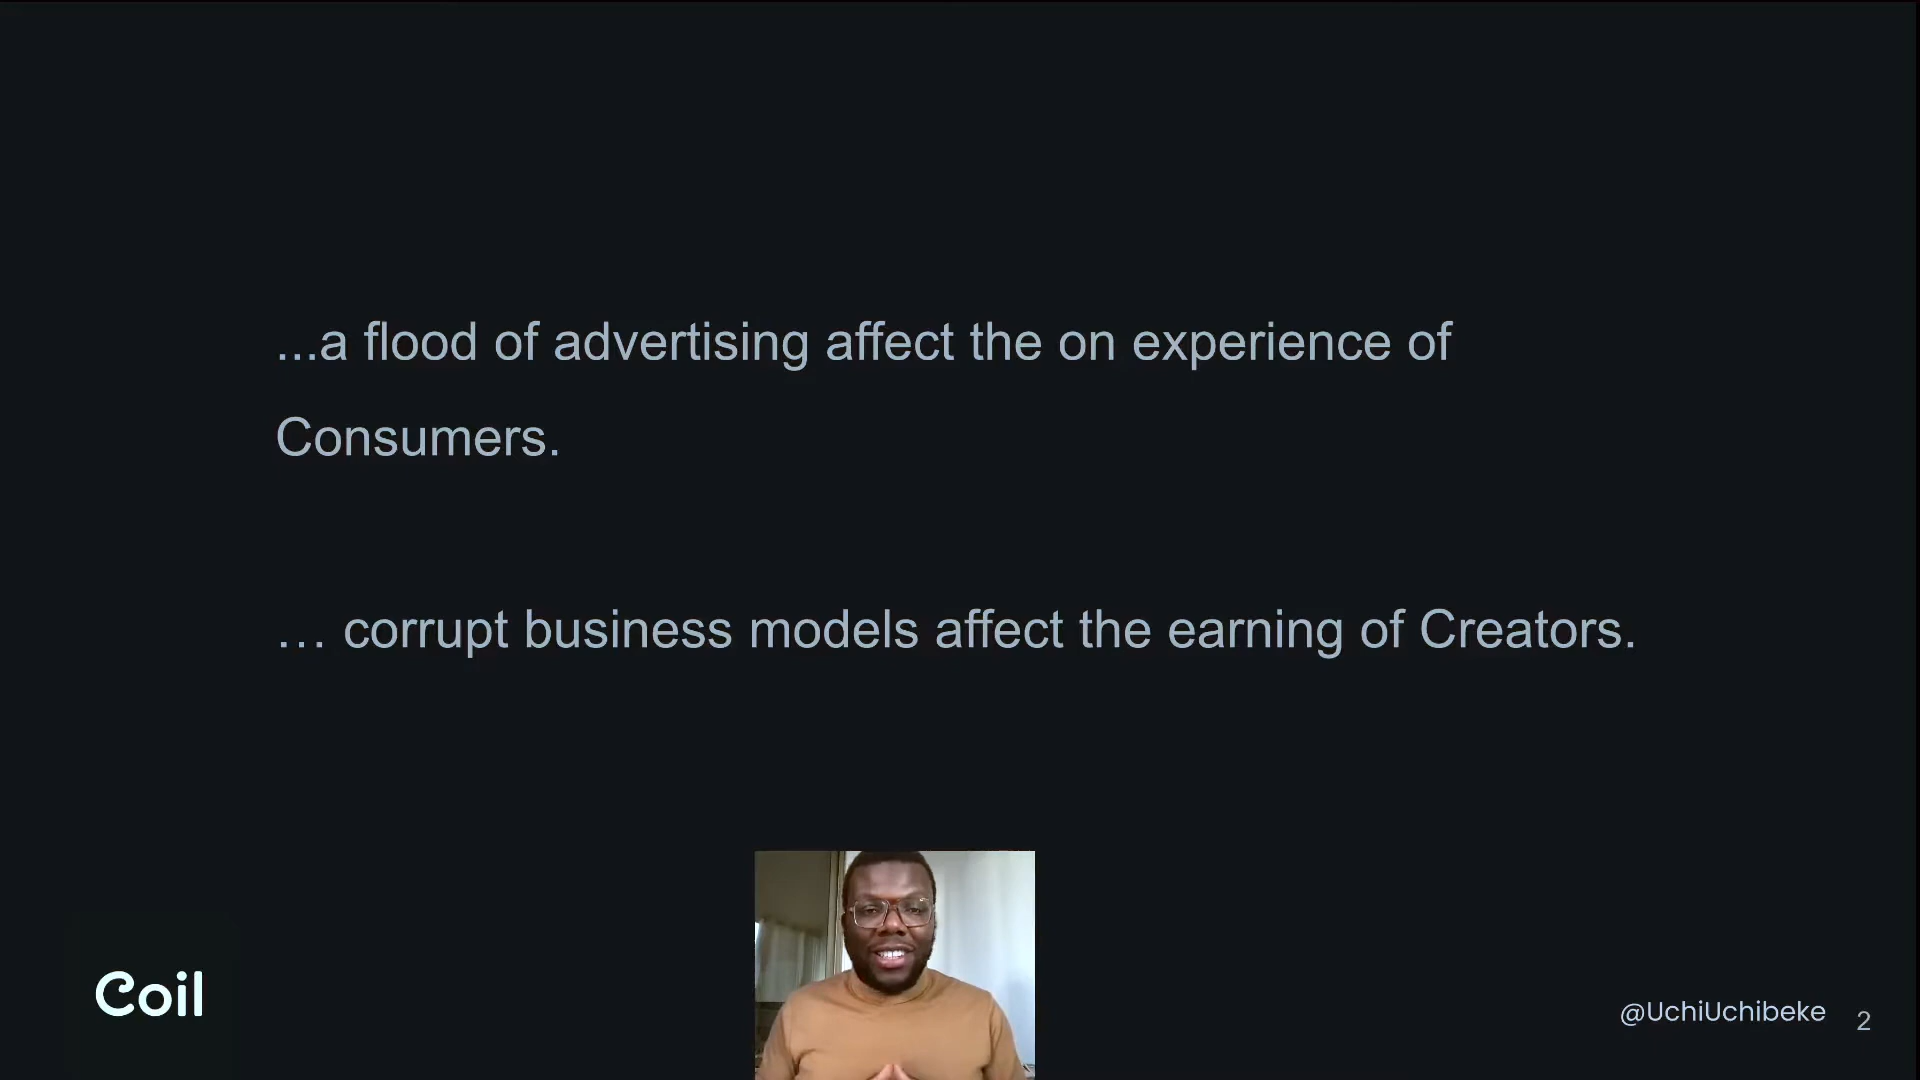 ...a flood of advertising affect the on experience of
Consumers.
… corrupt business models affect the earning of Creators.
Coil
@UchiUchibeke
2